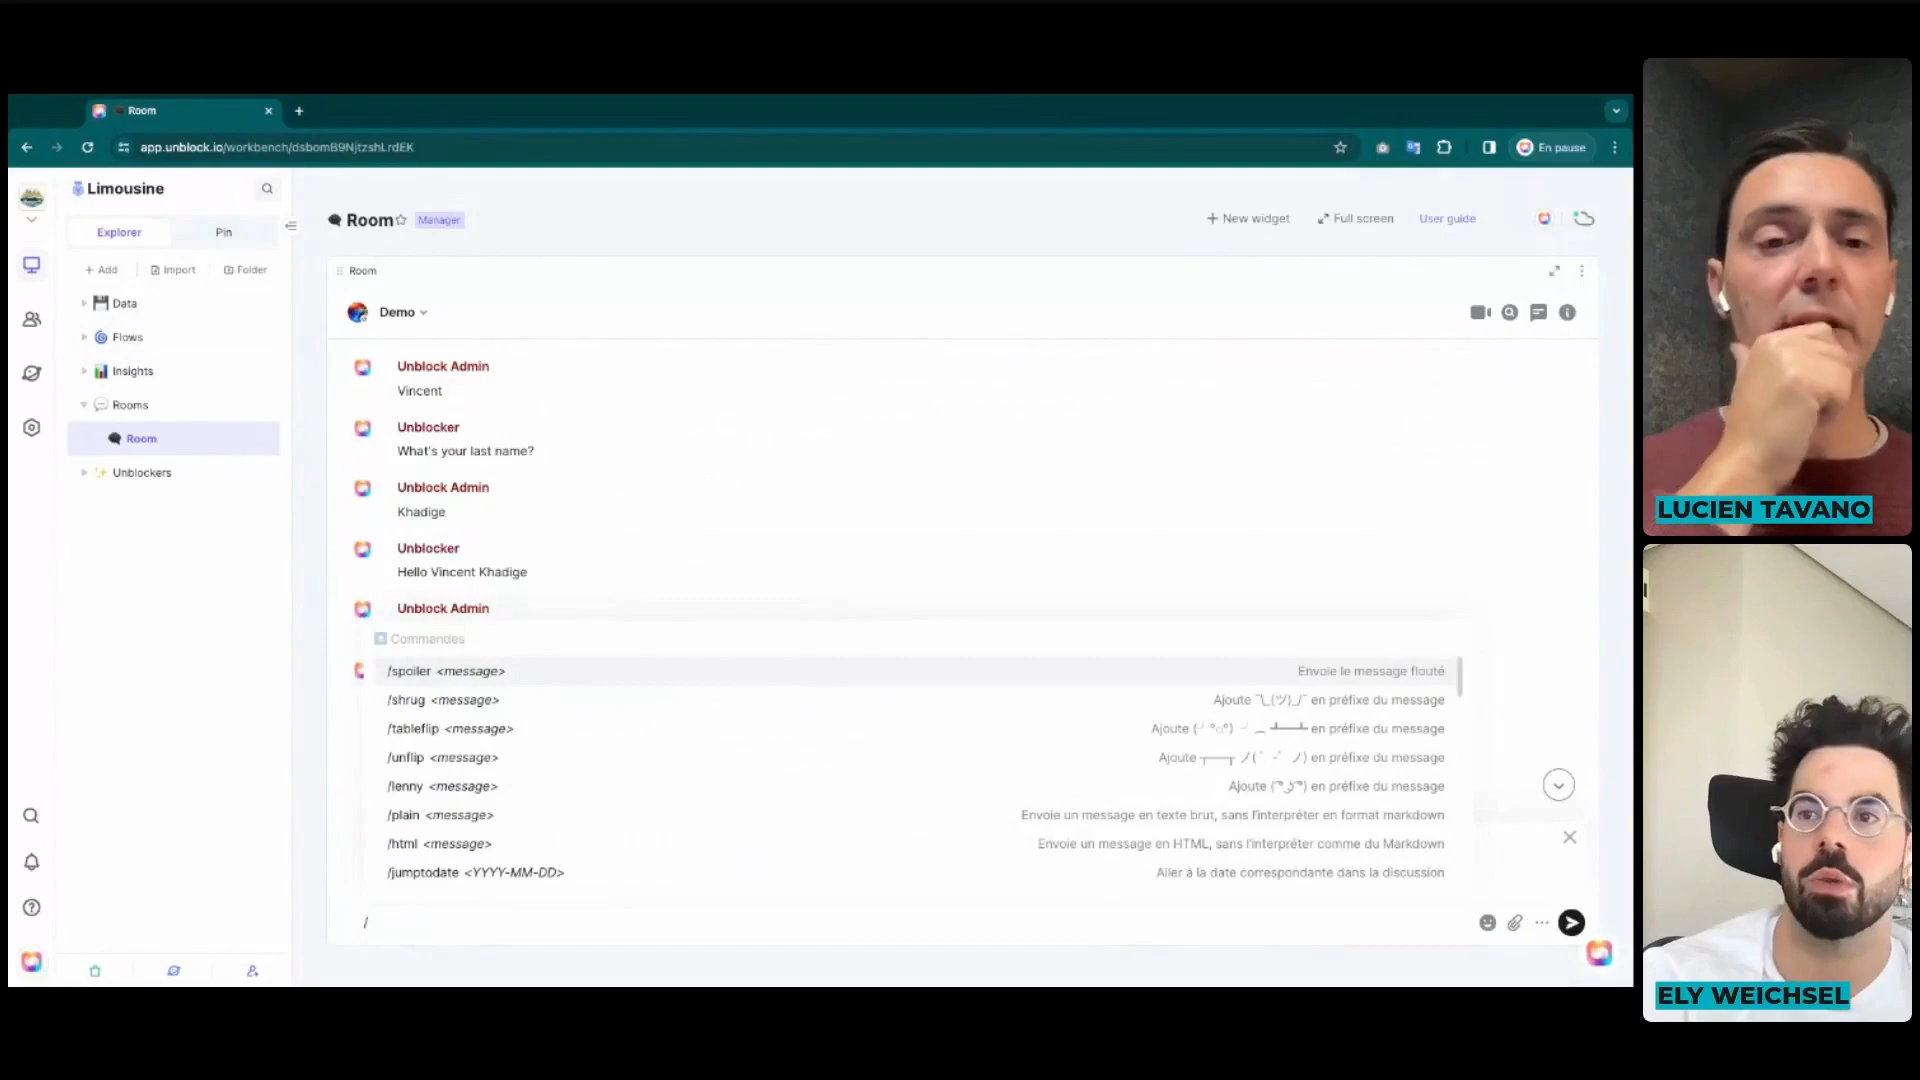 Room
app.unblock.io/workbench/dsbomB9NjtzshLrdEK
En pause
Limousine
Explorer
Pin
Add
Import
Folder
Data
Flows
Insights
Rooms
Room
Unblockers
Room
Manager
New widget
Full screen
User guide
Room
Demo
Unblock Admin
Vincent
Unblocker
What's your last name?
Unblock Admin
Khadige
Unblocker
Hello Vincent Khadige
Unblock Admin
Commandes
/spoiler <message> Envoie le message flouté
/shrug <message> Ajoute ¯\_(ツ)_/¯ en préfixe du message
/tableflip <message> Ajoute en préfixe du message
/unflip <message> Ajoute en préfixe du message
/lenny <message> Ajoute ( ͡° ͜ʖ ͡°) en préfixe du message
/plain <message> Envoie un message en texte brut, sans l'interpréter en format markdown
/html <message> Envoie un message en HTML, sans l'interpréter comme du Markdown
/jumptodate <YYYY-MM-DD> Aller à la date correspondante dans la discussion
/
LUCIEN TAVANO
ELY WEICHSEL